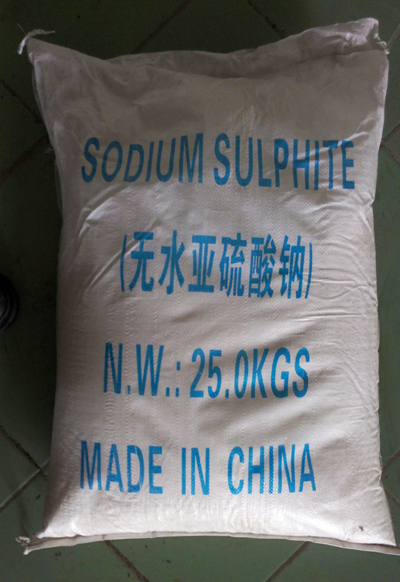 SODIUM SULPHITE
(无水亚硫酸钠)
N.W.: 25.0KGS
MADE IN CHINA